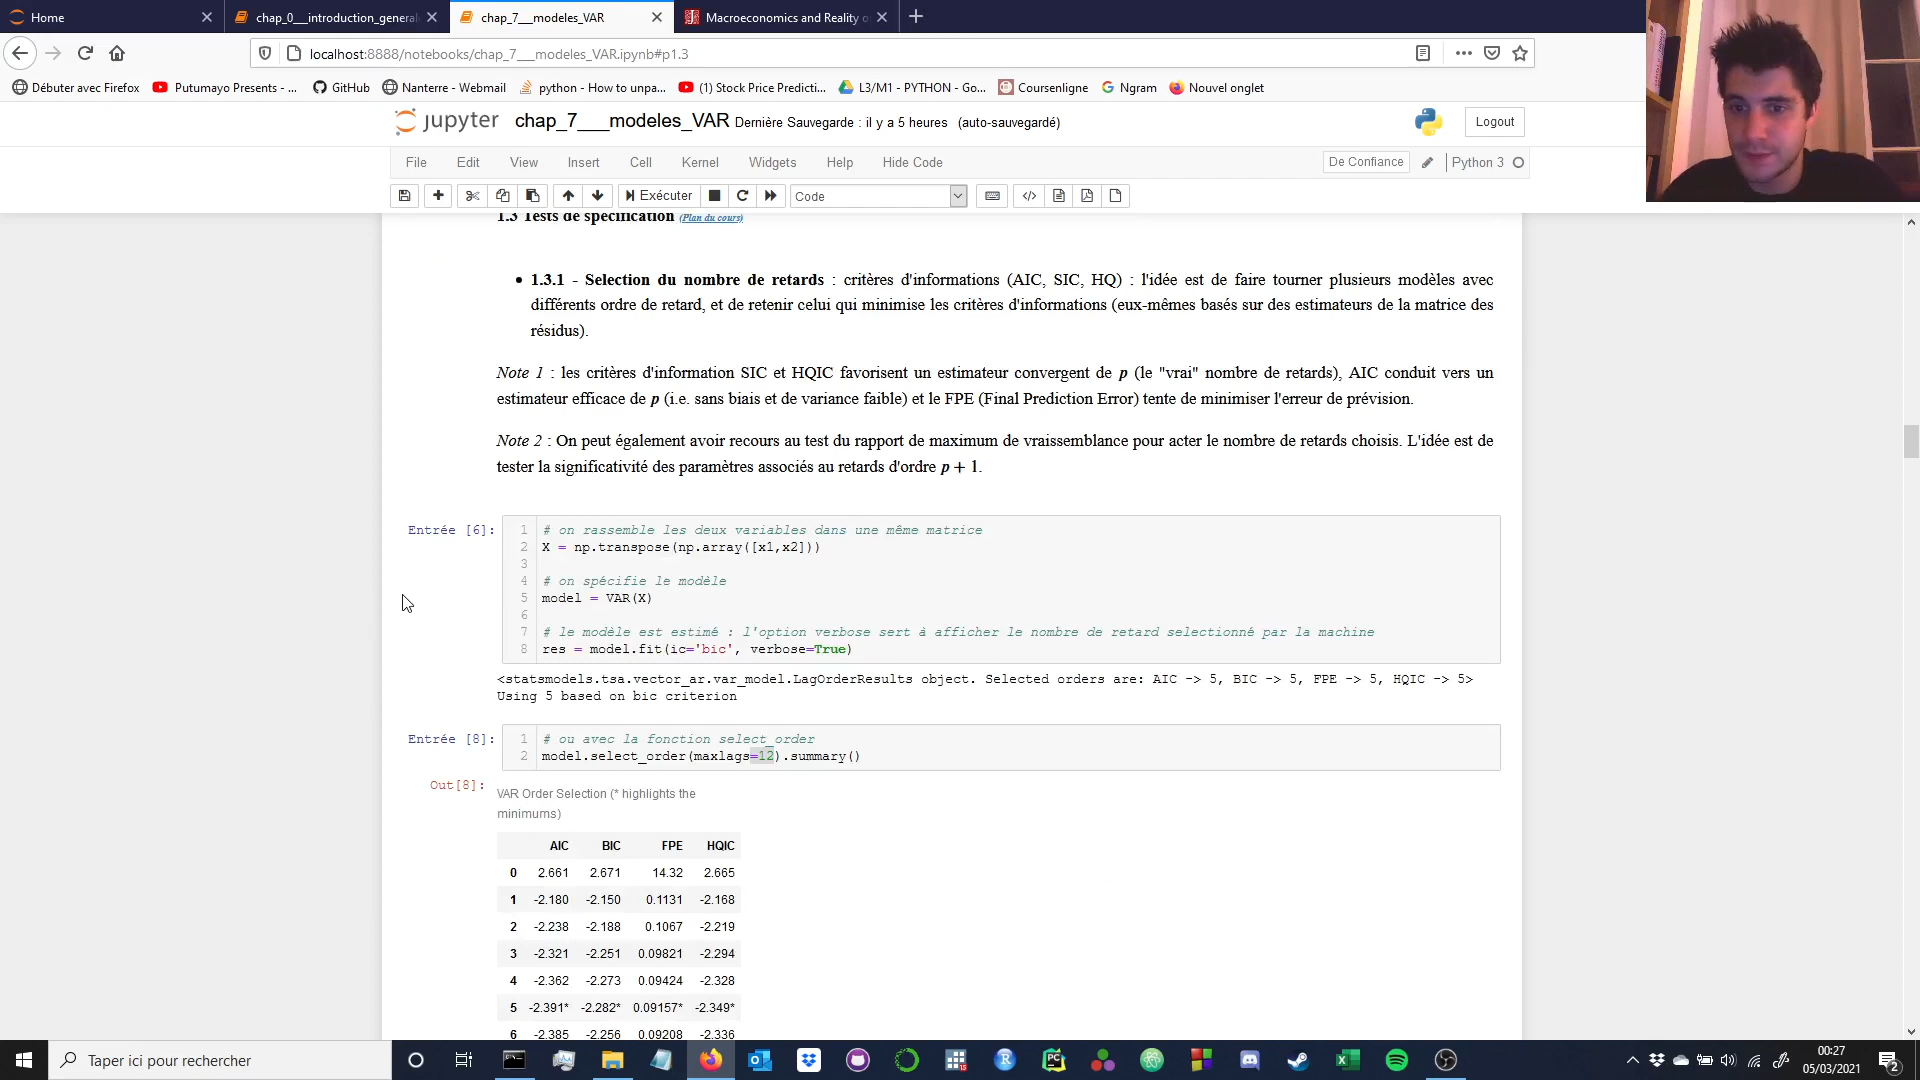 Home
chap_0__introduction_general
chap_7___modeles_VAR
Macroeconomics and Reality o
localhost:8888/notebooks/chap_7___modeles_VAR.ipynb#p1.3
Débuter avec Firefox
Putumayo Presents - ...
GitHub
Nanterre - Webmail
python - How to unpa...
(1) Stock Price Predicti...
L3/M1 - PYTHON - Go...
Coursenligne
Ngram
Nouvel onglet
jupyter chap_7___modeles_VAR Dernière Sauvegarde : il y a 5 heures (auto-sauvegardé)
Logout
File Edit View Insert Cell Kernel Widgets Help Hide Code
De Confiance
Python 3
Exécuter
Code
1.3 Tests de spécification (Plan du cours)
• 1.3.1 - Selection du nombre de retards : critères d'informations (AIC, SIC, HQ) : l'idée est de faire tourner plusieurs modèles avec
différents ordre de retard, et de retenir celui qui minimise les critères d'informations (eux-mêmes basés sur des estimateurs de la matrice des
résidus).
Note 1 : les critères d'information SIC et HQIC favorisent un estimateur convergent de p (le "vrai" nombre de retards), AIC conduit vers un
estimateur efficace de p (i.e. sans biais et de variance faible) et le FPE (Final Prediction Error) tente de minimiser l'erreur de prévision.
Note 2 : On peut également avoir recours au test du rapport de maximum de vraissemblance pour acter le nombre de retards choisis. L'idée est de
tester la significativité des paramètres associés au retards d'ordre p + 1.
Entrée [6]:
1 # on rassemble les deux variables dans une même matrice
2 X = np.transpose(np.array([x1,x2]))
3
4 # on spécifie le modèle
5 model = VAR(X)
6
7 # le modèle est estimé : l'option verbose sert à afficher le nombre de retard selectionné par la machine
8 res = model.fit(ic='bic', verbose=True)
<statsmodels.tsa.vector_ar.var_model.LagOrderResults object. Selected orders are: AIC -> 5, BIC -> 5, FPE -> 5, HQIC -> 5>
Using 5 based on bic criterion
Entrée [8]:
1 # ou avec la fonction select_order
2 model.select_order(maxlags=12).summary()
Out[8]:
VAR Order Selection (* highlights the
minimums)
AIC BIC FPE HQIC
0 2.661 2.671 14.32 2.665
1 -2.180 -2.150 0.1131 -2.168
2 -2.238 -2.188 0.1067 -2.219
3 -2.321 -2.251 0.09821 -2.294
4 -2.362 -2.273 0.09424 -2.328
5 -2.391* -2.282* 0.09157* -2.349*
6 -2.385 -2.256 0.09208 -2.336
Taper ici pour rechercher
00:27
05/03/2021
2